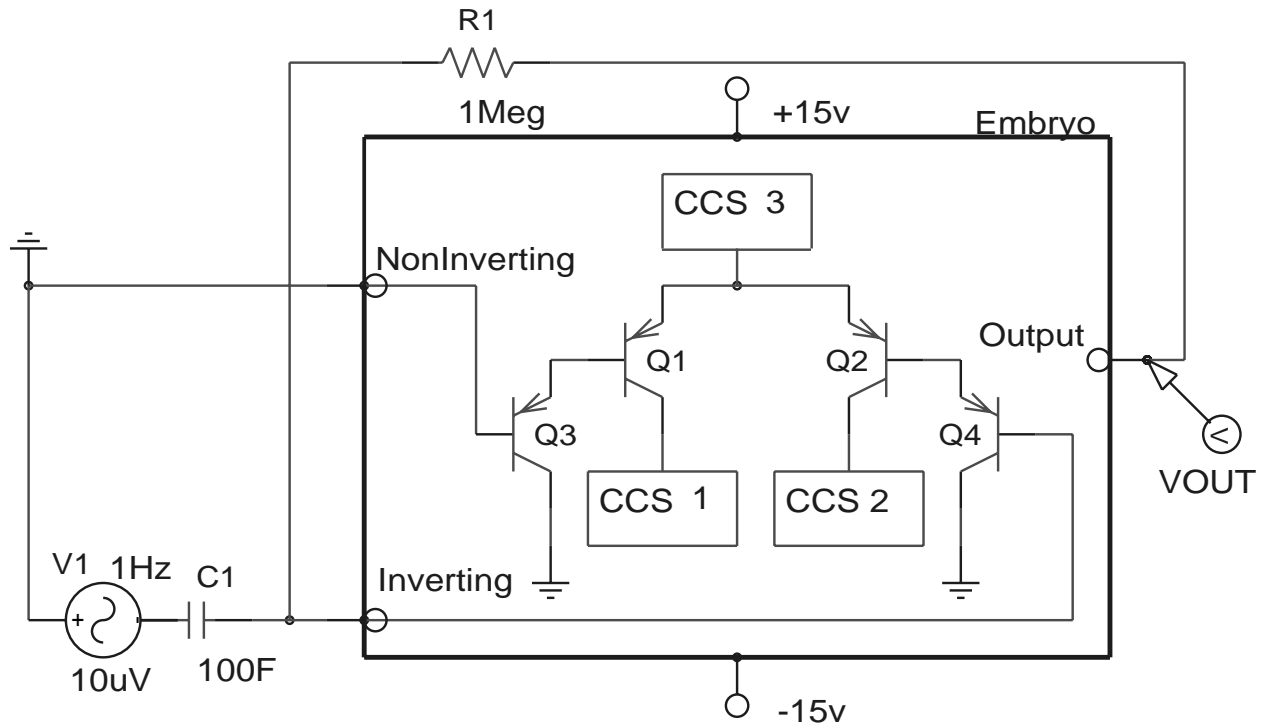 R1
1Meg
+15v
Embryo
CCS 3
NonInverting
Output
Q1
Q2
Q3
Q4
CCS 1
CCS 2
VOUT
V1
1Hz
C1
Inverting
+
-
10uV
100F
-15v